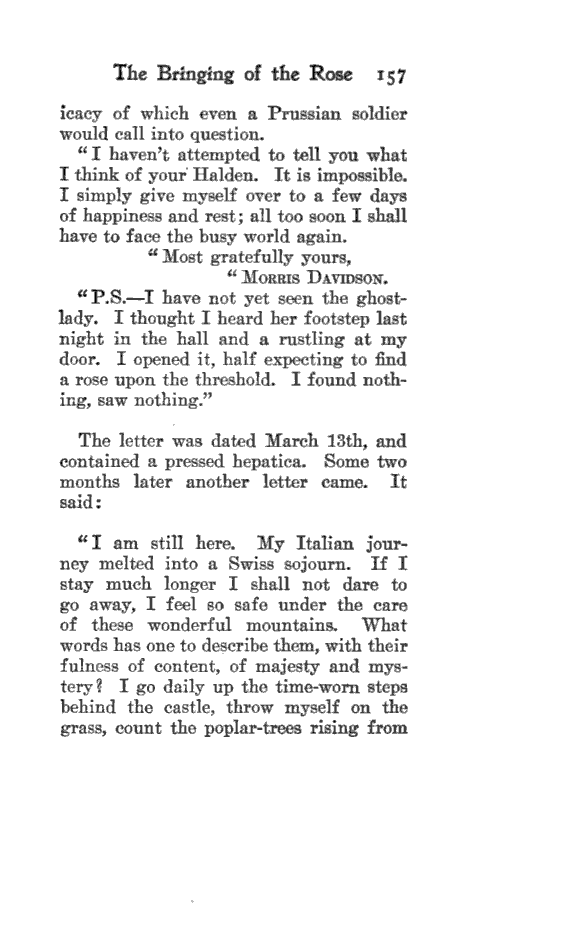 The Bringing of the Rose 157
icacy of which even a Prussian soldier
would call into question.
“I haven’t attempted to tell you what
I think of your Halden. It is impossible.
I simply give myself over to a few days
of happiness and rest; all too soon I shall
have to face the busy world again.
“Most gratefully yours,
“MORRIS DAVIDSON.
“P.S.—I have not yet seen the ghost-
lady. I thought I heard her footstep last
night in the hall and a rustling at my
door. I opened it, half expecting to find
a rose upon the threshold. I found noth-
ing, saw nothing.”
The letter was dated March 13th, and
contained a pressed hepatica. Some two
months later another letter came. It
said:
“I am still here. My Italian jour-
ney melted into a Swiss sojourn. If I
stay much longer I shall not dare to
go away, I feel so safe under the care
of these wonderful mountains. What
words has one to describe them, with their
fulness of content, of majesty and mys-
tery? I go daily up the time-worn steps
behind the castle, throw myself on the
grass, count the poplar-trees rising from